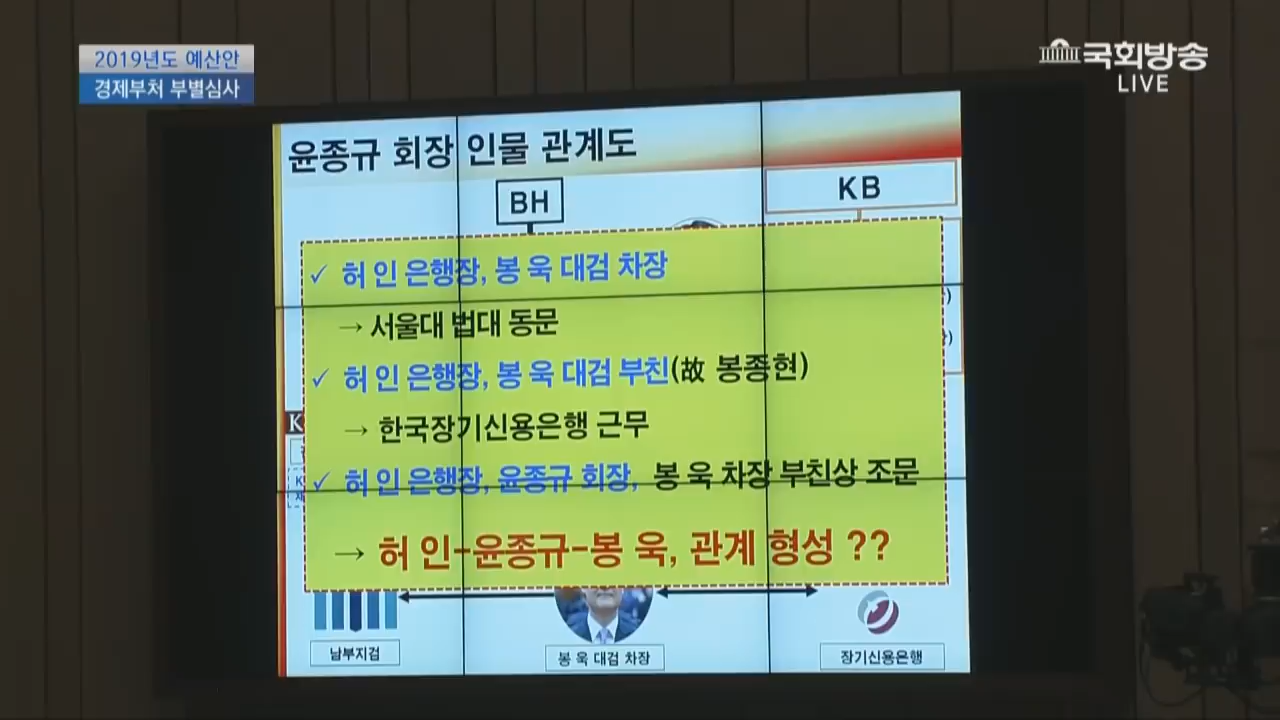 2019년도 예산안
경제부처 부별심사
국회방송
LIVE
윤종규 회장 인물 관계도
BH
KB
✓ 허 인 은행장, 봉 욱 대검 차장
→ 서울대 법대 동문
✓ 허 인 은행장, 봉 욱 대검 부친(故 봉종현)
→ 한국장기신용은행 근무
✓ 허 인 은행장, 윤종규 회장, 봉 욱 차장 부친상 조문
→ 허 인-윤종규-봉 욱, 관계 형성 ??
남부지검
봉 욱 대검 차장
장기신용은행